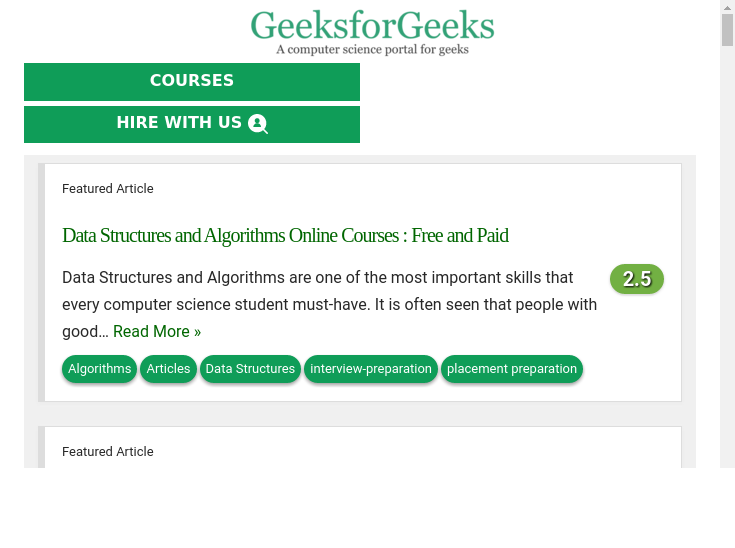 GeeksforGeeks
A computer science portal for geeks
COURSES
HIRE WITH US
Featured Article
Data Structures and Algorithms Online Courses : Free and Paid
Data Structures and Algorithms are one of the most important skills that
2.5
every computer science student must-have. It is often seen that people with
good… Read More »
Algorithms Articles Data Structures interview-preparation placement preparation
Featured Article